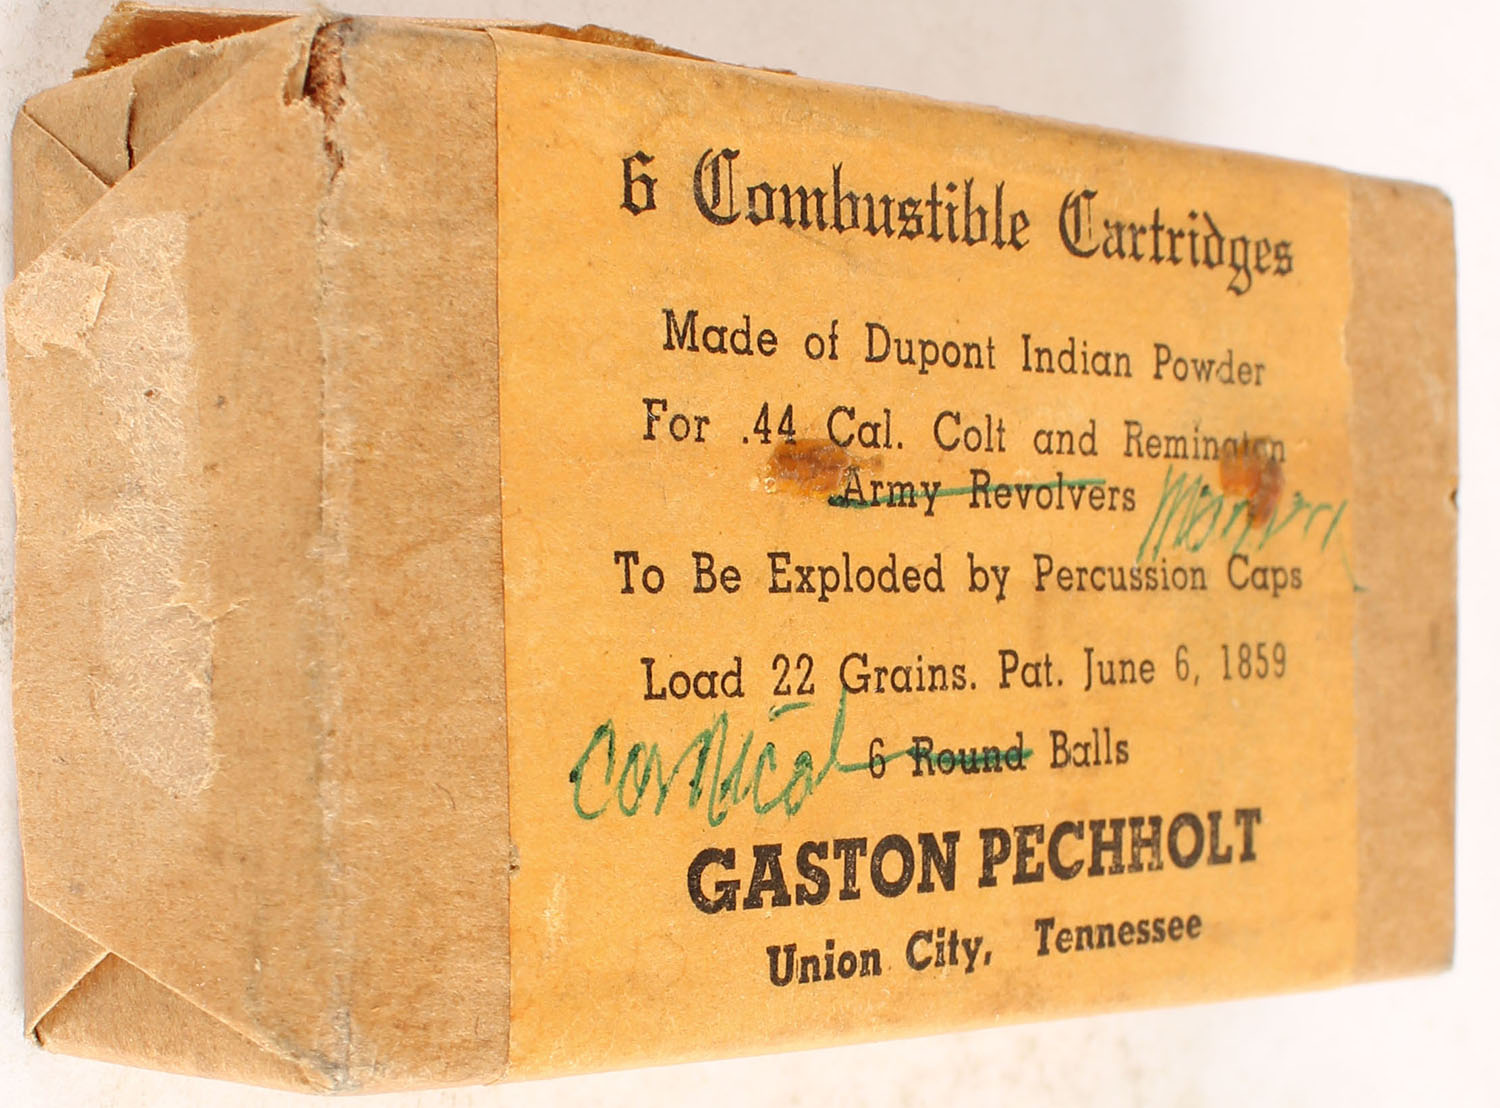 6 Combustible Cartridges
Made of Dupont Indian Powder
For .44 Cal. Colt and Remington
Army Revolvers
To Be Exploded by Percussion Caps
Load 22 Grains. Pat. June 6, 1859
conical 6 Round Balls
GASTON PECHHOLT
Union City, Tennessee